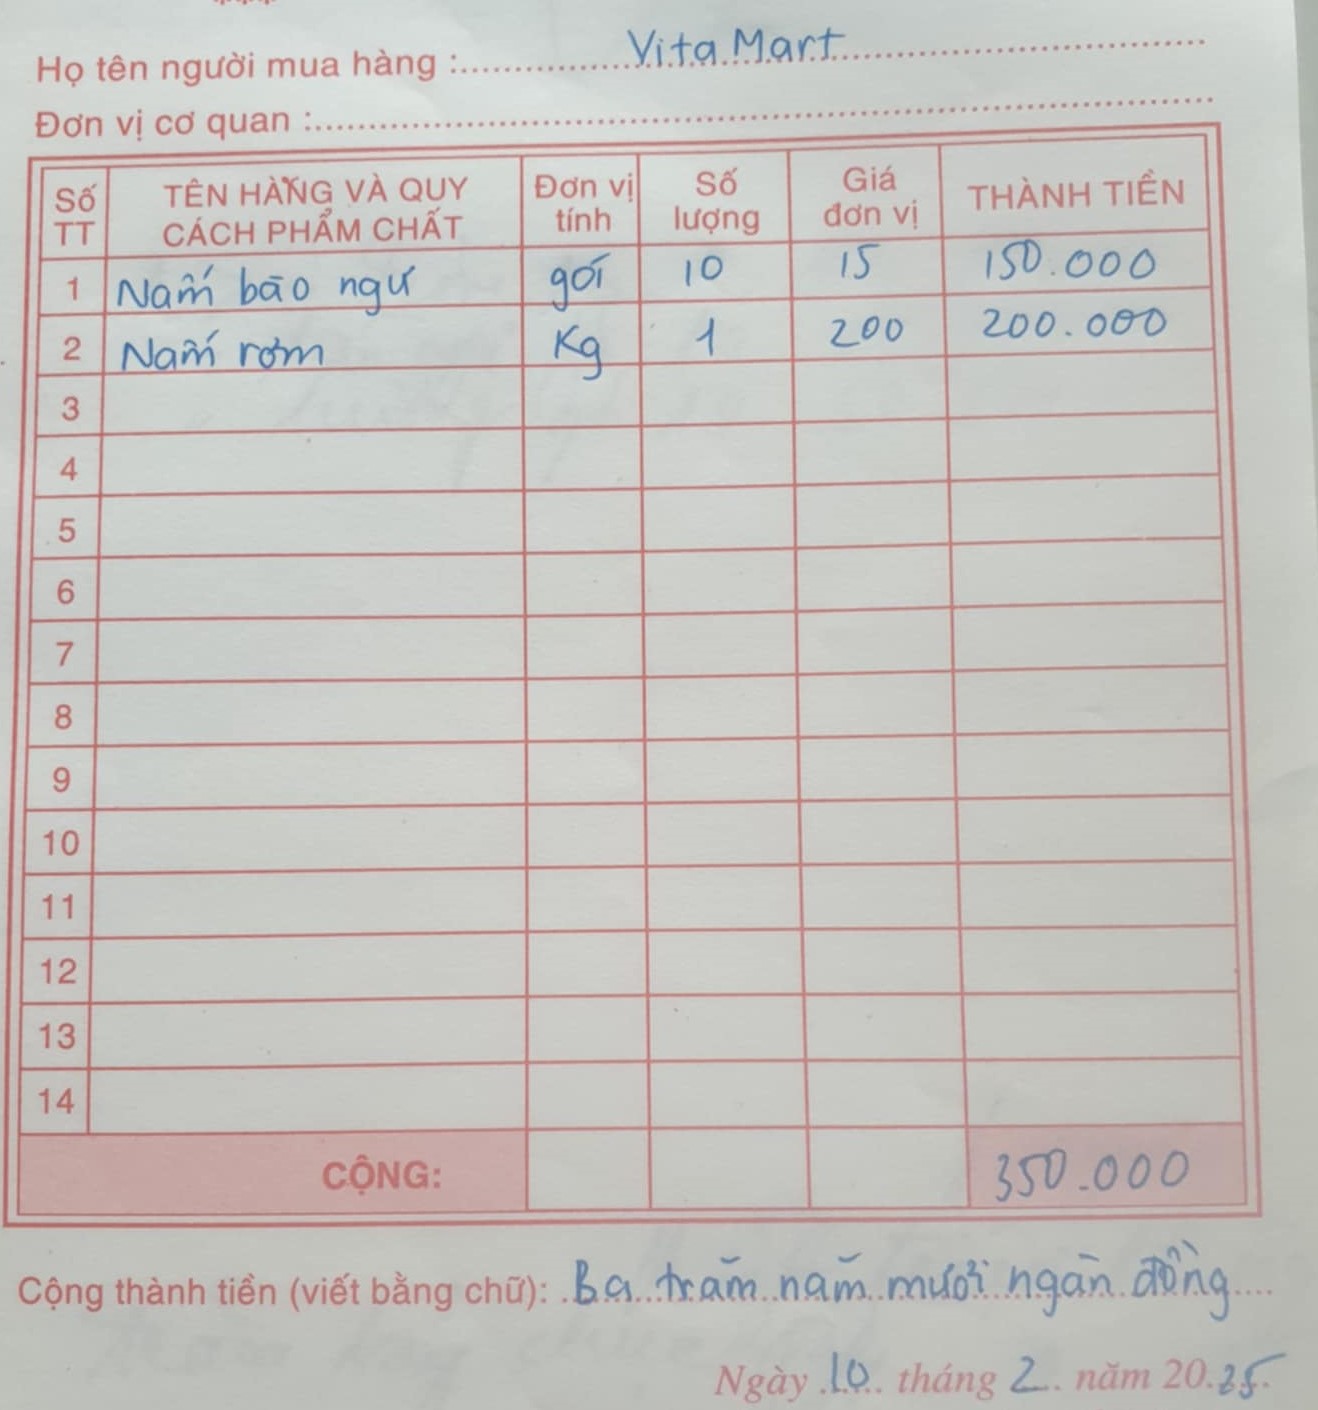 Họ tên người mua hàng : Vita Mart
Đơn vị cơ quan :
Số TT TÊN HÀNG VÀ QUY CÁCH PHẨM CHẤT Đơn vị tính Số lượng Giá đơn vị THÀNH TIỀN
1 Nấm bào ngư gói 10 15 150.000
2 Nấm rơm Kg 1 200 200.000
3
4
5
6
7
8
9
10
11
12
13
14
CỘNG: 350.000
Cộng thành tiền (viết bằng chữ): Ba trăm năm mươi ngàn đồng
Ngày 10 tháng 2 năm 2025